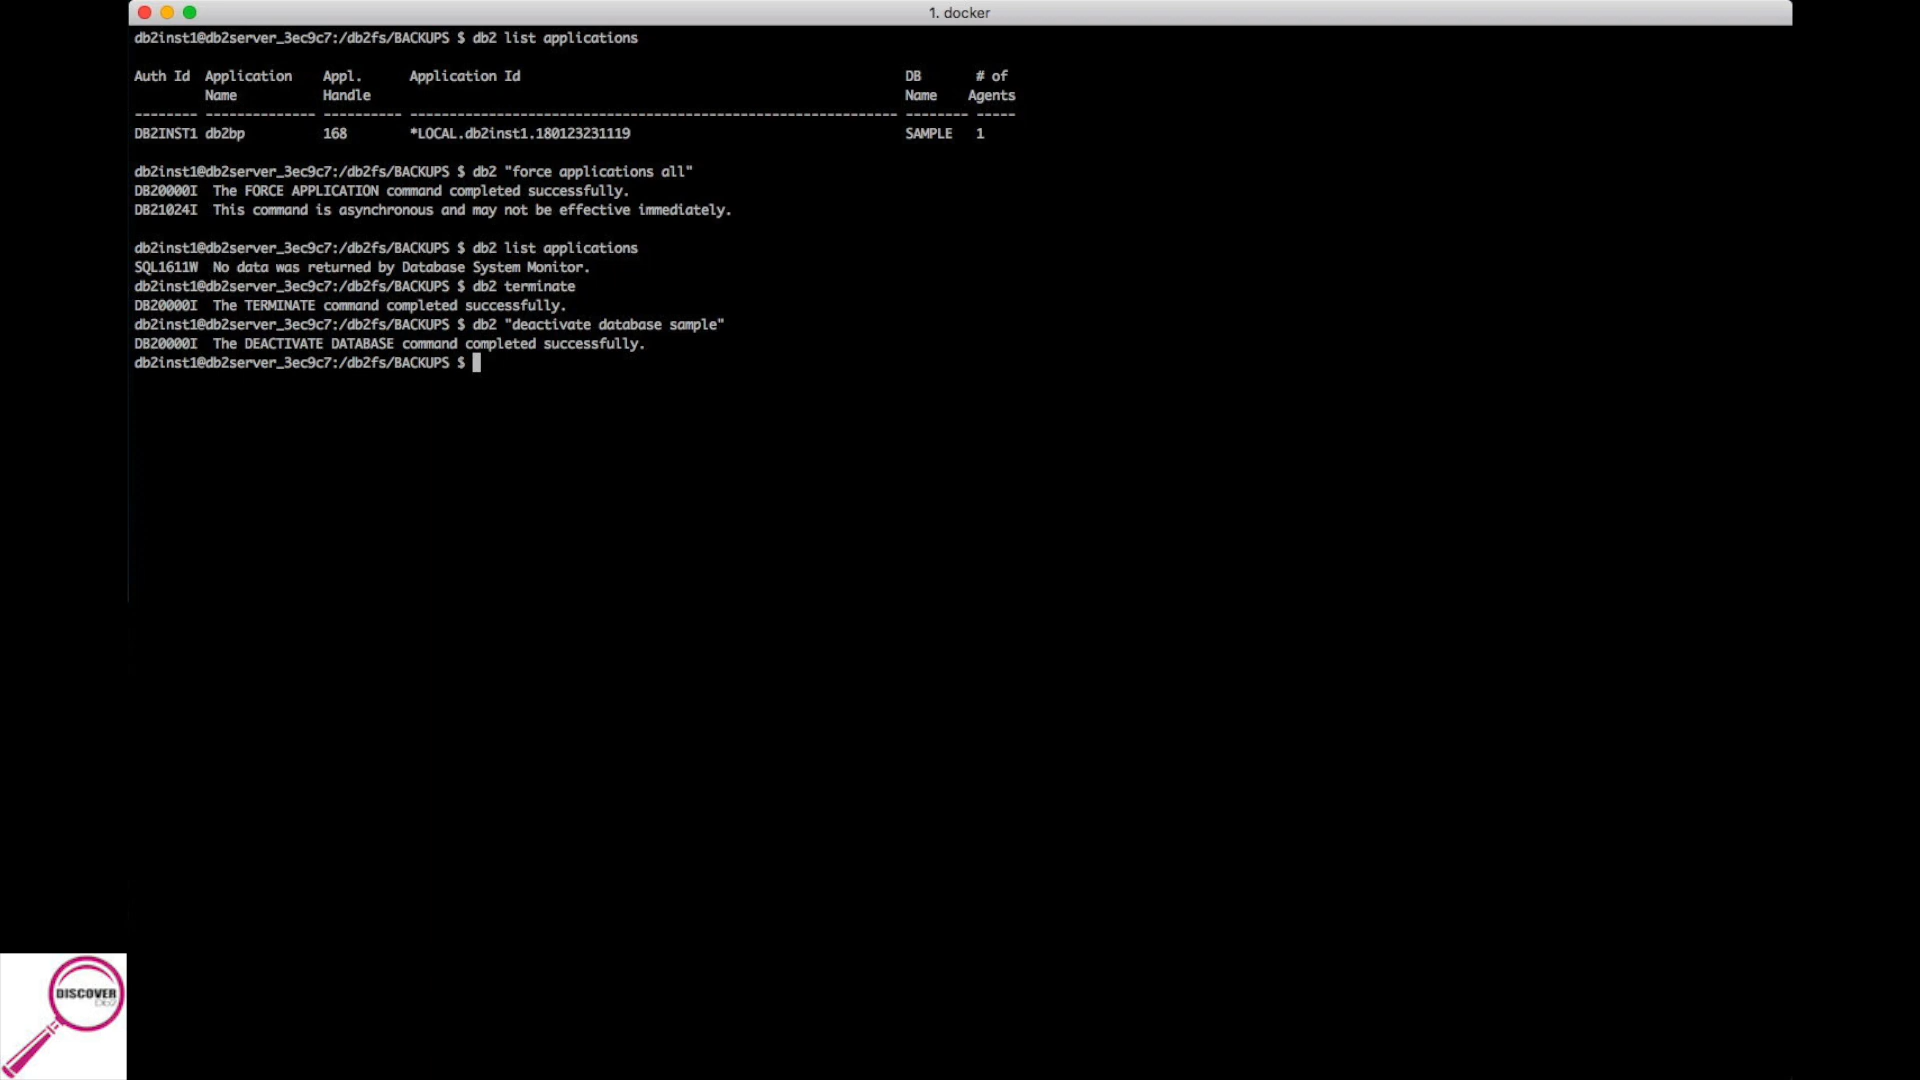 1. docker
db2inst1@db2server_3ec9c7:/db2fs/BACKUPS $ db2 list applications
Auth Id  Application    Appl.      Application Id                                                 DB       # of
         Name           Handle                                                                    Name     Agents
-------- -------------- ---------- -------------------------------------------------------------- -------- -----
DB2INST1 db2bp          168        *LOCAL.db2inst1.180123231119                                   SAMPLE   1
db2inst1@db2server_3ec9c7:/db2fs/BACKUPS $ db2 "force applications all"
DB20000I  The FORCE APPLICATION command completed successfully.
DB21024I  This command is asynchronous and may not be effective immediately.
db2inst1@db2server_3ec9c7:/db2fs/BACKUPS $ db2 list applications
SQL1611W  No data was returned by Database System Monitor.
db2inst1@db2server_3ec9c7:/db2fs/BACKUPS $ db2 terminate
DB20000I  The TERMINATE command completed successfully.
db2inst1@db2server_3ec9c7:/db2fs/BACKUPS $ db2 "deactivate database sample"
DB20000I  The DEACTIVATE DATABASE command completed successfully.
db2inst1@db2server_3ec9c7:/db2fs/BACKUPS $
DISCOVER